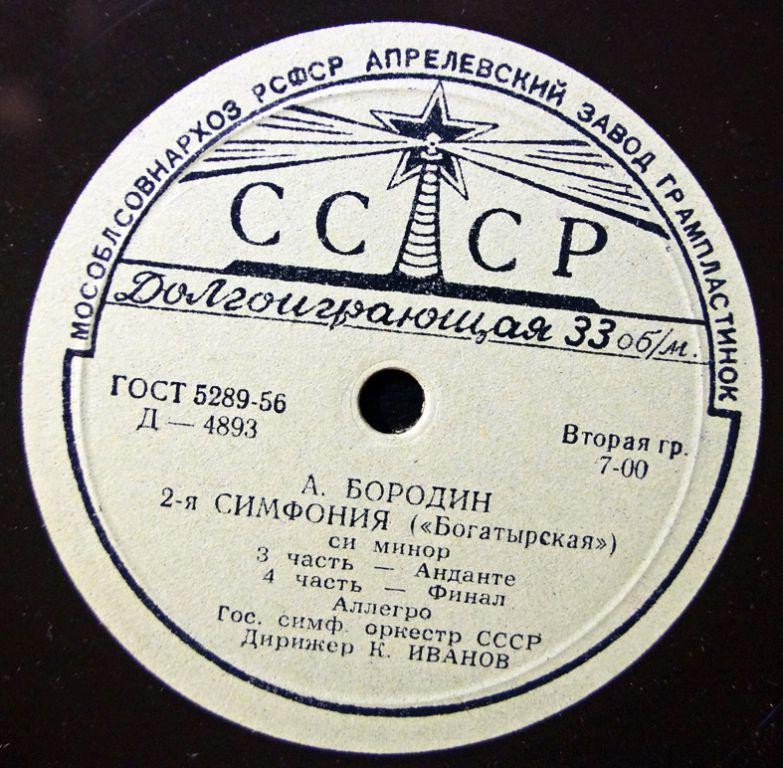 МОСОБЛСОВНАРХОЗ РСФСР АПРЕЛЕВСКИЙ ЗАВОД ГРАМПЛАСТИНОК
СССР
Долгоиграющая 33 об/м.
ГОСТ 5289-56
Д — 4893
Вторая гр.
7-00
А. БОРОДИН
2-я СИМФОНИЯ («Богатырская»)
си минор
3 часть — Анданте
4 часть — Финал
Аллегро
Гос. симф. оркестр СССР
Дирижер К. ИВАНОВ